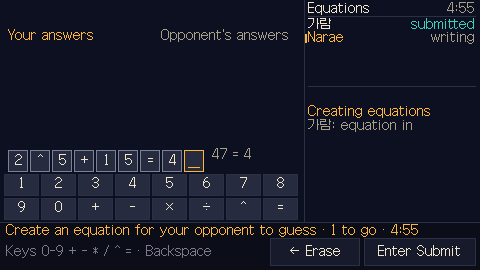 Equations 4:55
가람 submitted
Narae writing
Your answers Opponent's answers
Creating equations
가람: equation in
2 ^ 5 + 1 5 = 4 _ 47 = 4
1 2 3 4 5 6 7 8
9 0 + - × ÷ ^ =
Create an equation for your opponent to guess · 1 to go · 4:55
Keys 0-9 + - * / ^ = · Backspace
← Erase
Enter Submit